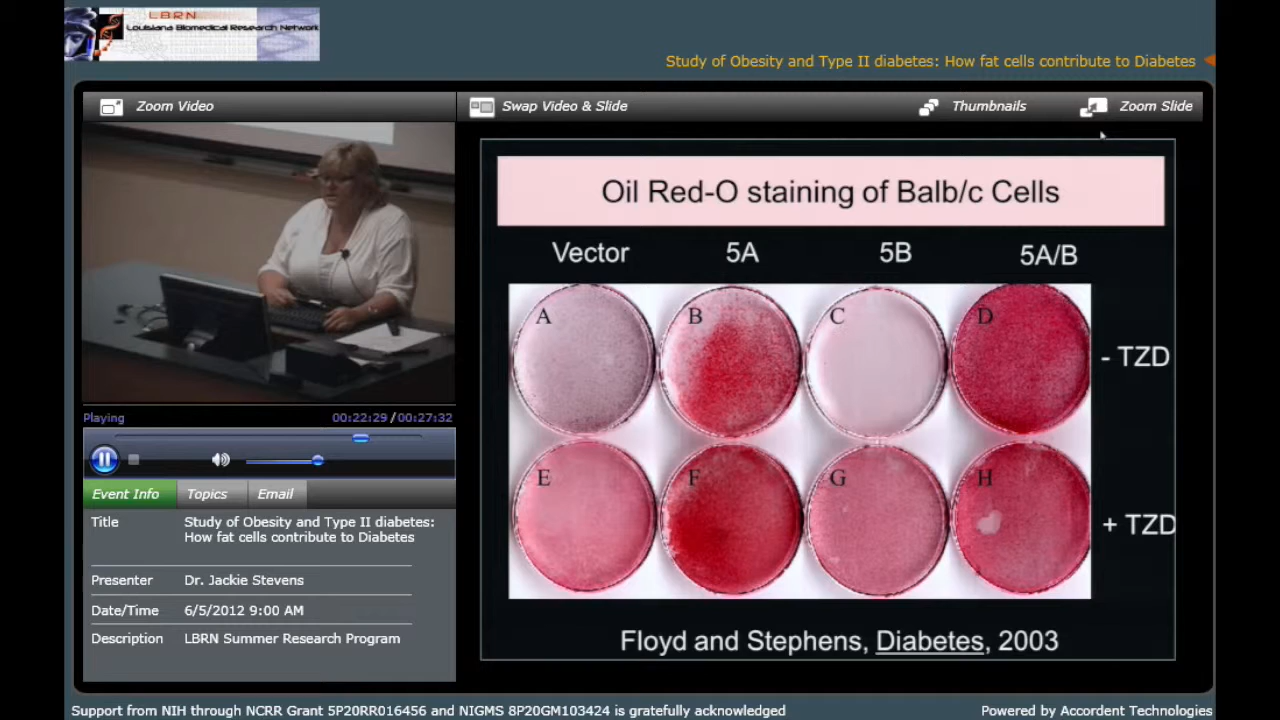 LBRN
Louisiana Biomedical Research Network
Study of Obesity and Type II diabetes: How fat cells contribute to Diabetes
Zoom Video
Swap Video & Slide
Thumbnails
Zoom Slide
Oil Red-O staining of Balb/c Cells
Vector 5A 5B 5A/B
A B C D
- TZD
E F G H
+ TZD
Floyd and Stephens, Diabetes, 2003
Playing 00:22:29 / 00:27:32
Event Info Topics Email
Title Study of Obesity and Type II diabetes:
How fat cells contribute to Diabetes
Presenter Dr. Jackie Stevens
Date/Time 6/5/2012 9:00 AM
Description LBRN Summer Research Program
Support from NIH through NCRR Grant 5P20RR016456 and NIGMS 8P20GM103424 is gratefully acknowledged
Powered by Accordent Technologies